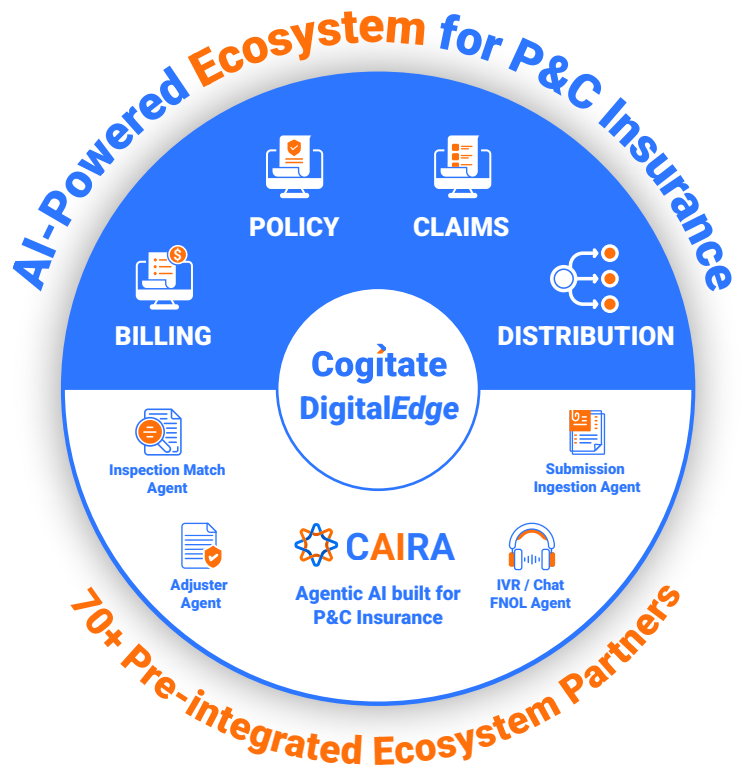 AI-Powered Ecosystem for P&C Insurance
POLICY
CLAIMS
BILLING
DISTRIBUTION
Cogitate
DigitalEdge
Inspection Match
Agent
Submission
Ingestion Agent
Adjuster
Agent
CAIRA
Agentic AI built for
P&C Insurance
IVR / Chat
FNOL Agent
70+ Pre-integrated Ecosystem Partners